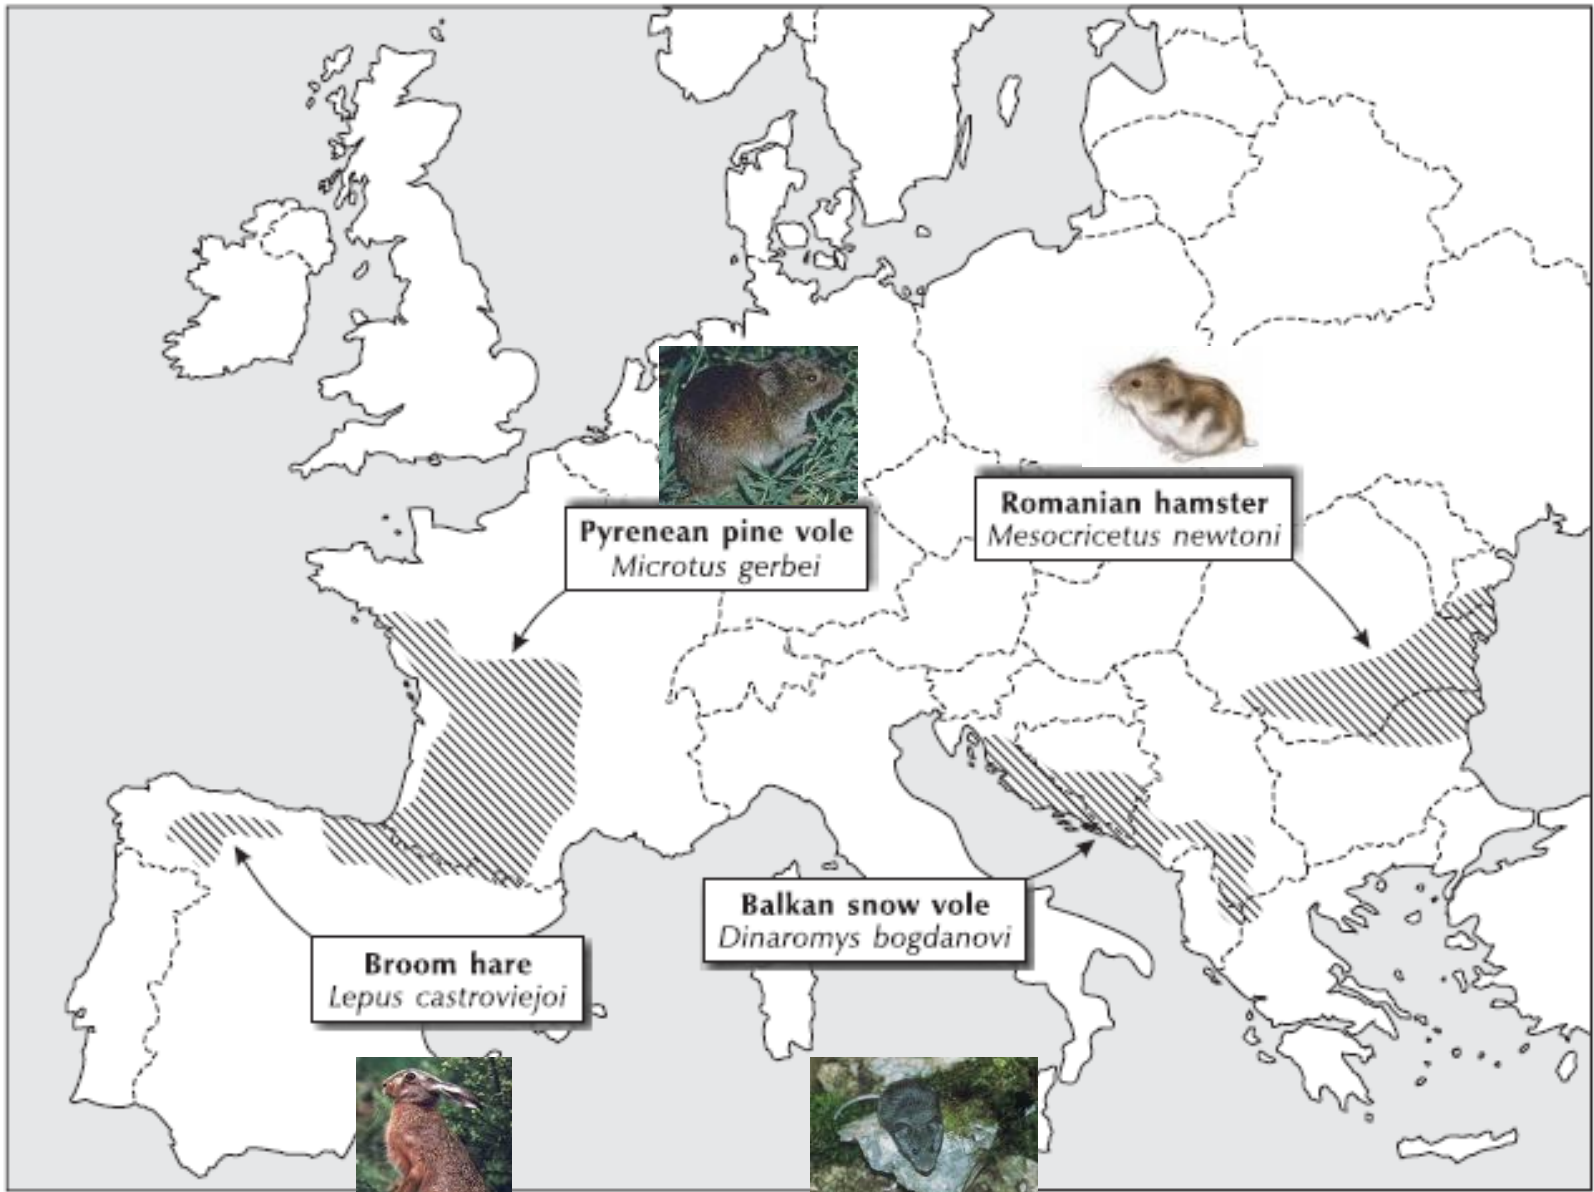 Romanian hamster
Mesocricetus newtoni
Pyrenean pine vole
Microtus gerbei
Balkan snow vole
Dinaromys bogdanovi
Broom hare
Lepus castroviejoi